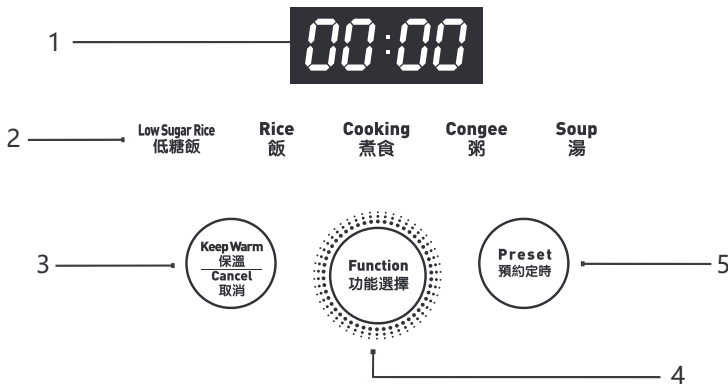 1
00:00
2
Low Sugar Rice
低糖飯
Rice
飯
Cooking
煮食
Congee
粥
Soup
湯
3
Keep Warm
保溫
Cancel
取消
Function
功能選擇
Preset
預約定時
5
4